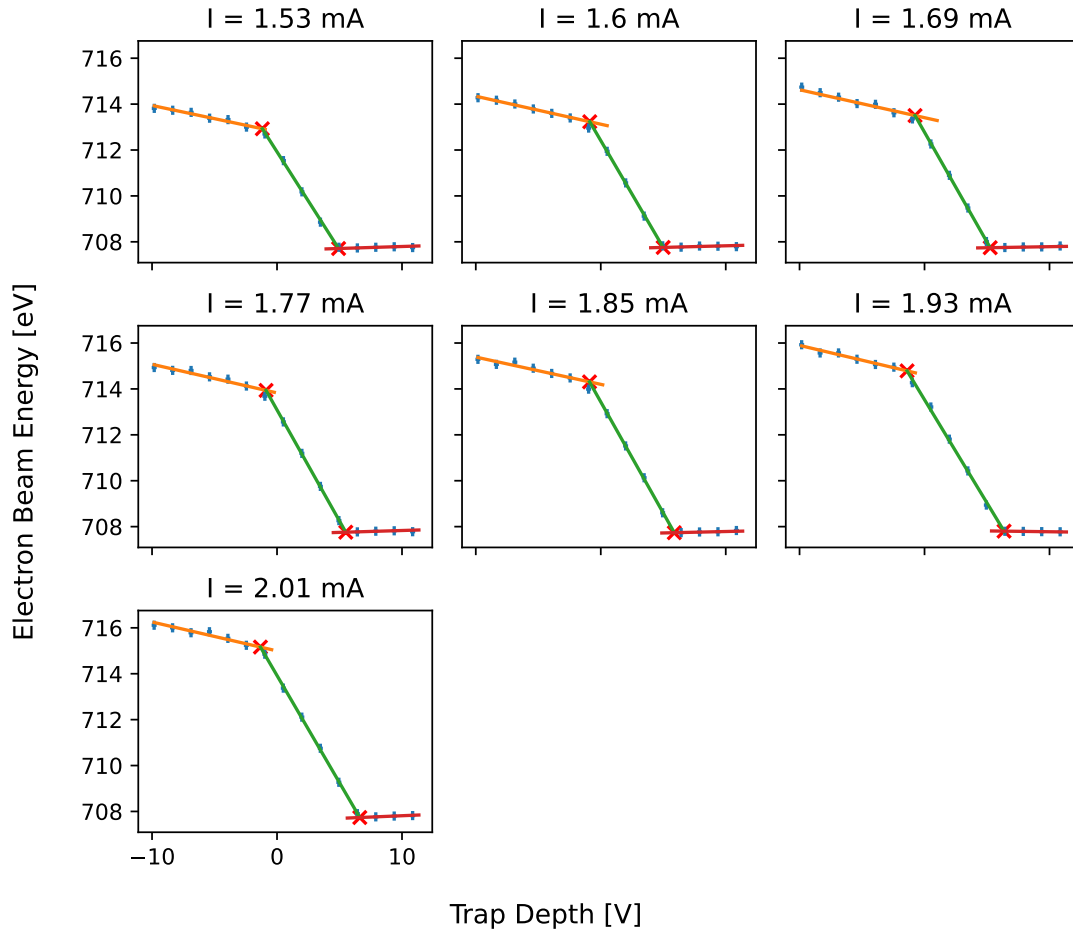 I = 1.53 mA
I = 1.6 mA
I = 1.69 mA
716
714
712
710
708
−10
0
10
I = 1.77 mA
I = 1.85 mA
I = 1.93 mA
716
714
712
710
708
I = 2.01 mA
716
714
712
710
708
Electron Beam Energy [eV]
Trap Depth [V]